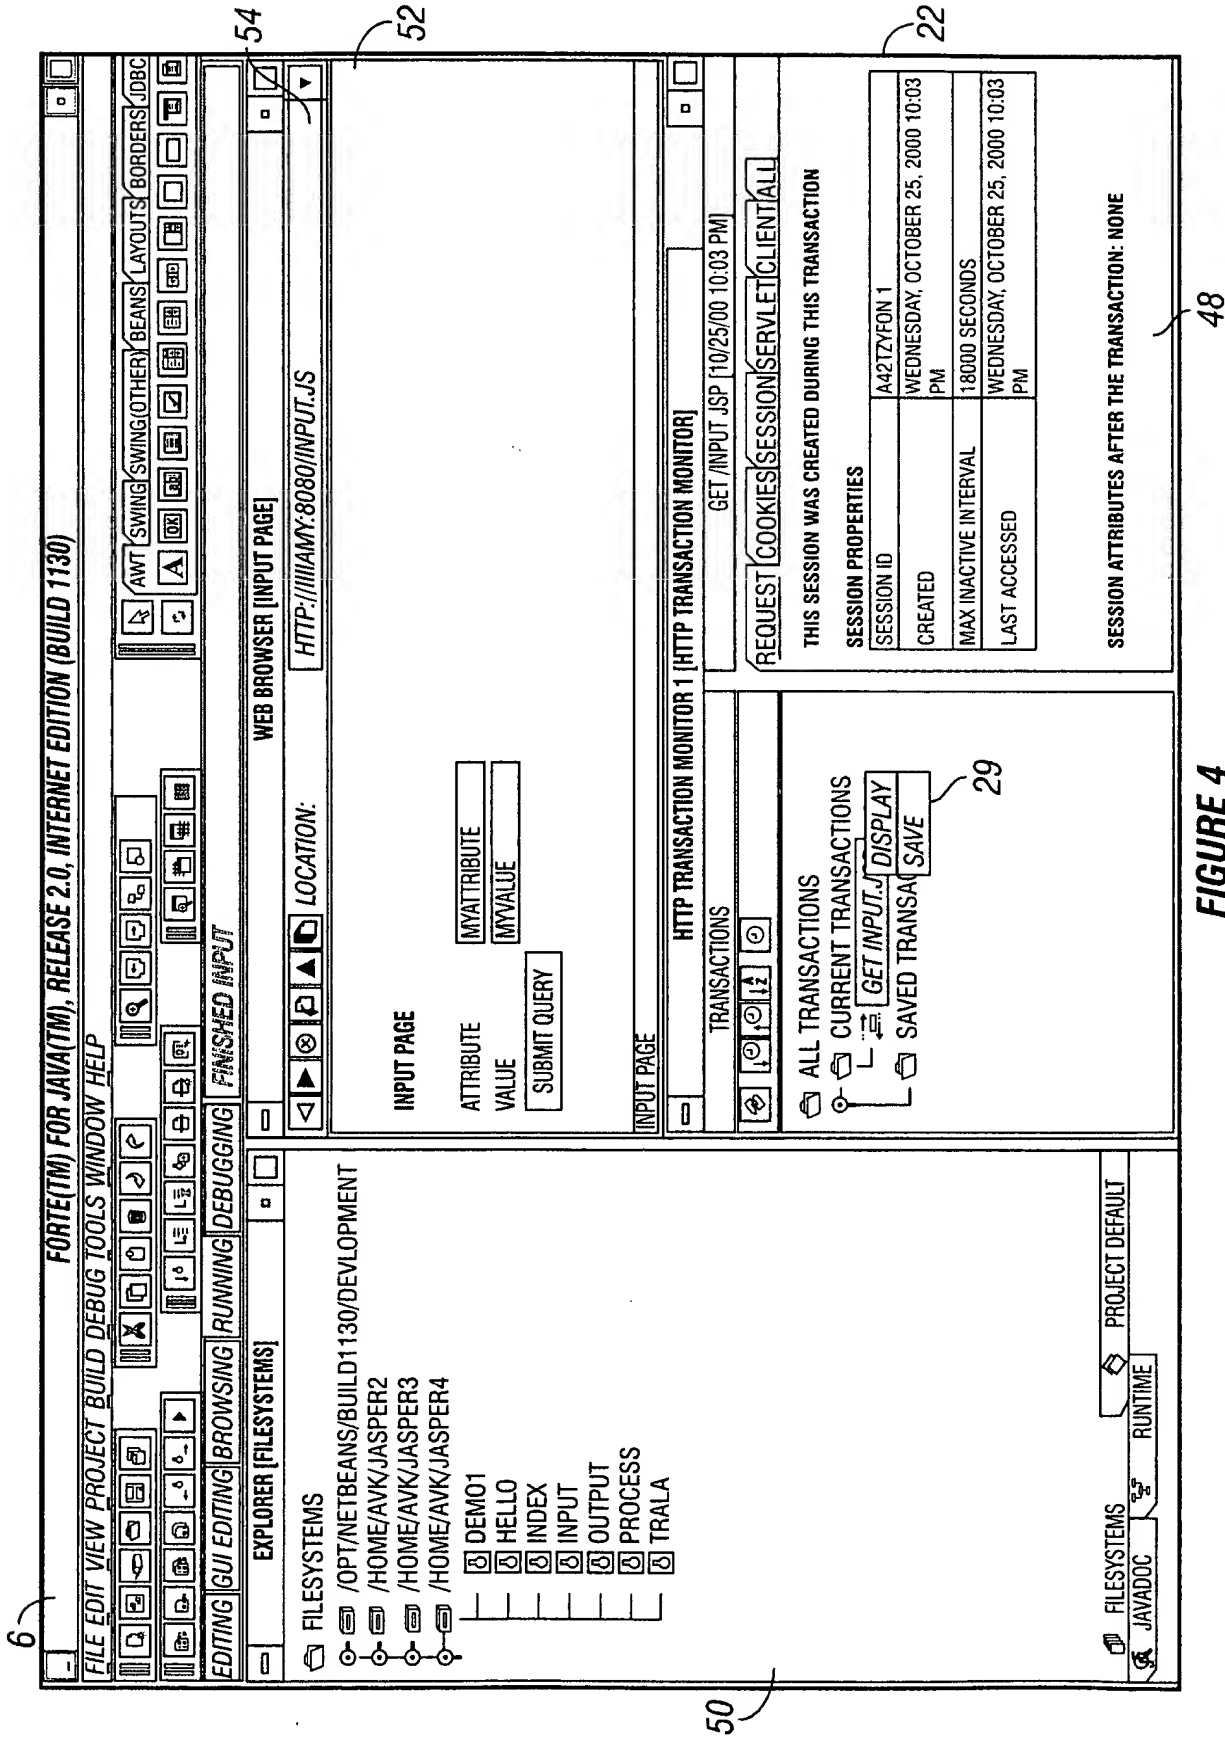 6
FORTE(TM) FOR JAVA(TM), RELEASE 2.0, INTERNET EDITION (BUILD 1130)
FILE EDIT VIEW PROJECT BUILD DEBUG TOOLS WINDOW HELP
AWT SWING SWING(OTHER) BEANS LAYOUTS BORDERS JDBC
A OK
EDITING GUI EDITING BROWSING RUNNING DEBUGGING FINISHED INPUT
EXPLORER [FILESYSTEMS]
FILESYSTEMS
/OPT/NETBEANS/BUILD1130/DEVLOPMENT
/HOME/AVK/JASPER2
/HOME/AVK/JASPER3
/HOME/AVK/JASPER4
DEMO1
HELLO
INDEX
INPUT
OUTPUT
PROCESS
TRALA
FILESYSTEMS PROJECT DEFAULT
JAVADOC RUNTIME
50
WEB BROWSER [INPUT PAGE]
54
LOCATION: HTTP://IIIIAMY:8080/INPUT.JS
52
INPUT PAGE
ATTRIBUTE MYATTRIBUTE
VALUE MYVALUE
SUBMIT QUERY
INPUT PAGE
HTTP TRANSACTION MONITOR 1 [HTTP TRANSACTION MONITOR]
TRANSACTIONS
ALL TRANSACTIONS
CURRENT TRANSACTIONS
GET INPUT.J
SAVED TRANSAC
DISPLAY
SAVE
29
GET /INPUT JSP [10/25/00 10:03 PM]
REQUEST COOKIES SESSION SERVLET CLIENT ALL
THIS SESSION WAS CREATED DURING THIS TRANSACTION
SESSION PROPERTIES
SESSION ID A42TZYFON 1
CREATED WEDNESDAY, OCTOBER 25, 2000 10:03
PM
MAX INACTIVE INTERVAL 18000 SECONDS
LAST ACCESSED WEDNESDAY, OCTOBER 25, 2000 10:03
PM
SESSION ATTRIBUTES AFTER THE TRANSACTION: NONE
22
48
FIGURE 4